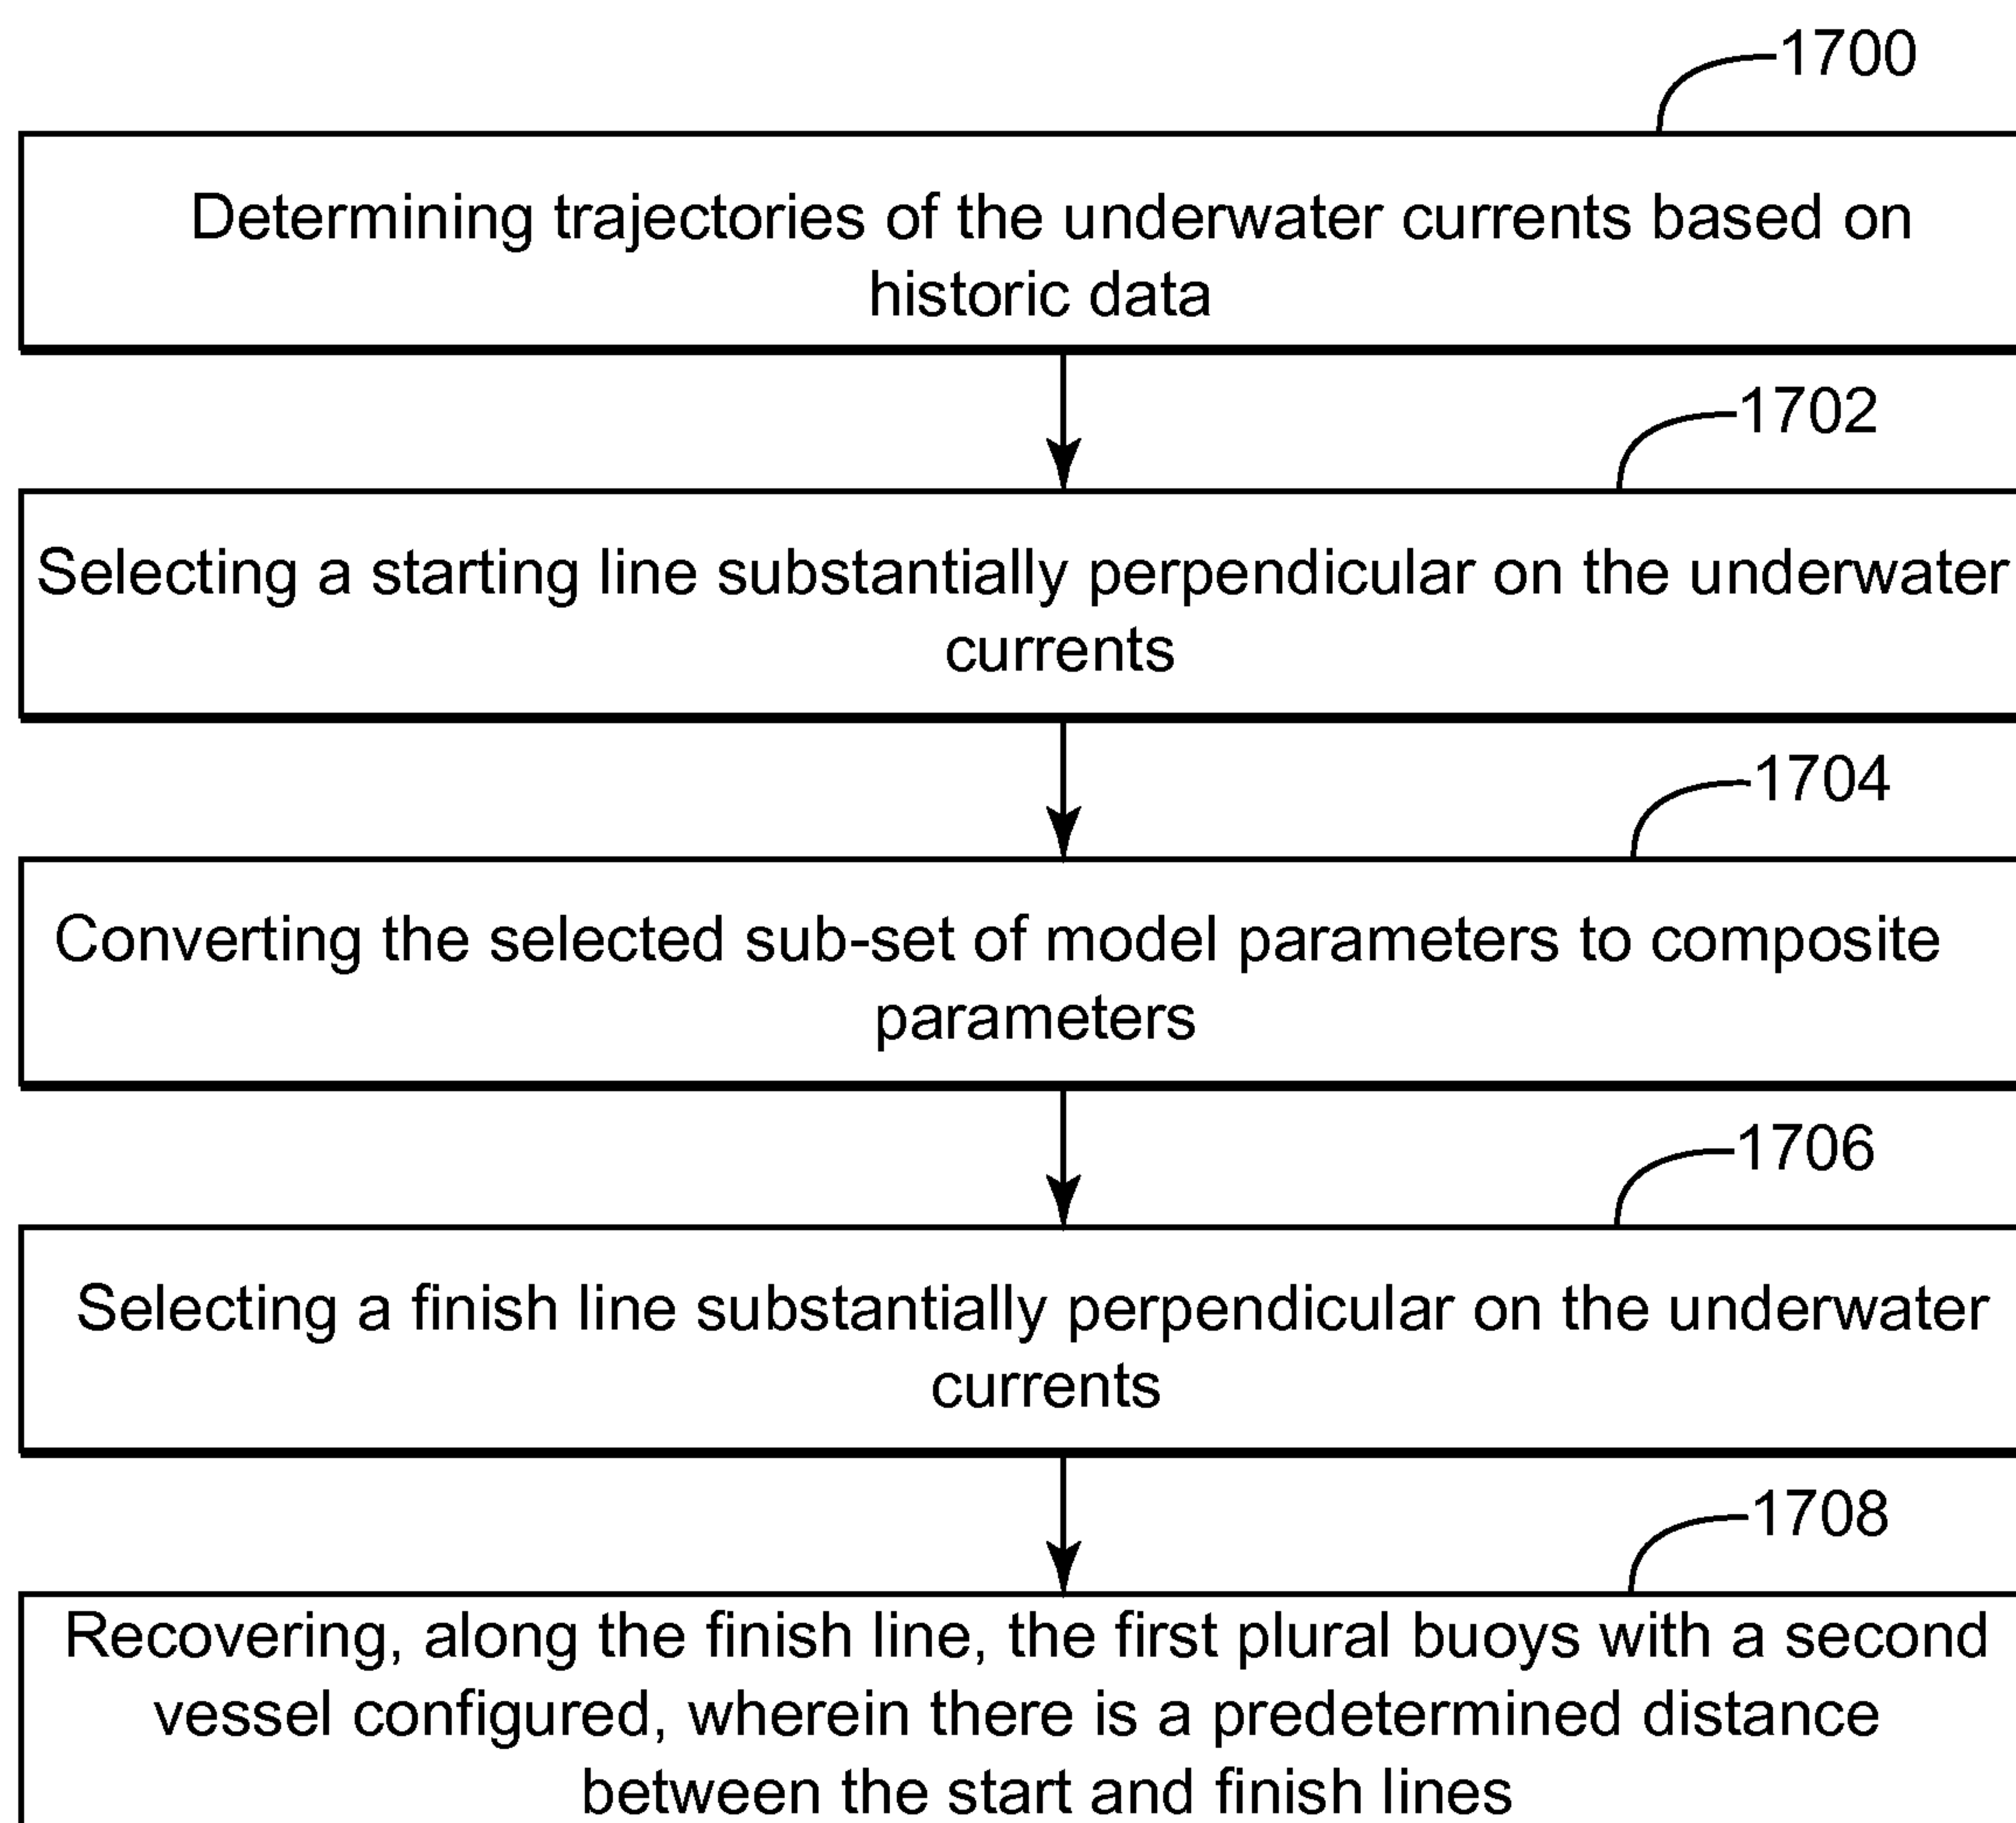 1700
Determining trajectories of the underwater currents based on
historic data
1702
Selecting a starting line substantially perpendicular on the underwater
currents
1704
Converting the selected sub-set of model parameters to composite
parameters
1706
Selecting a finish line substantially perpendicular on the underwater
currents
1708
Recovering, along the finish line, the first plural buoys with a second
vessel configured, wherein there is a predetermined distance
between the start and finish lines